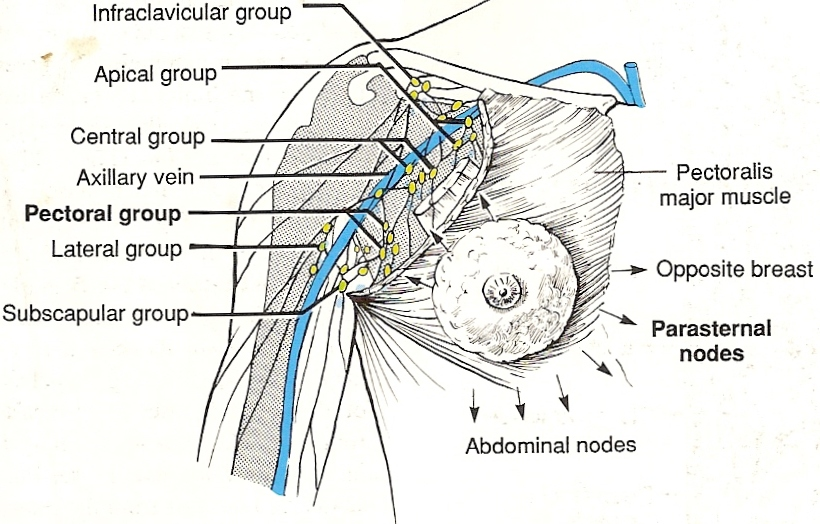 Infraclavicular group
Apical group
Central group
Axillary vein
Pectoral group
Lateral group
Subscapular group
Pectoralis
major muscle
Opposite breast
Parasternal
nodes
Abdominal nodes